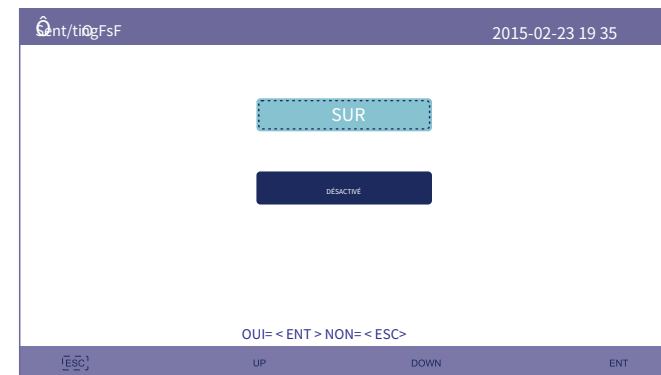 2015-02-23 19 35
SUR
DÉSACTIVÉ
OUI= < ENT > NON= < ESC>
ESC UP DOWN ENT